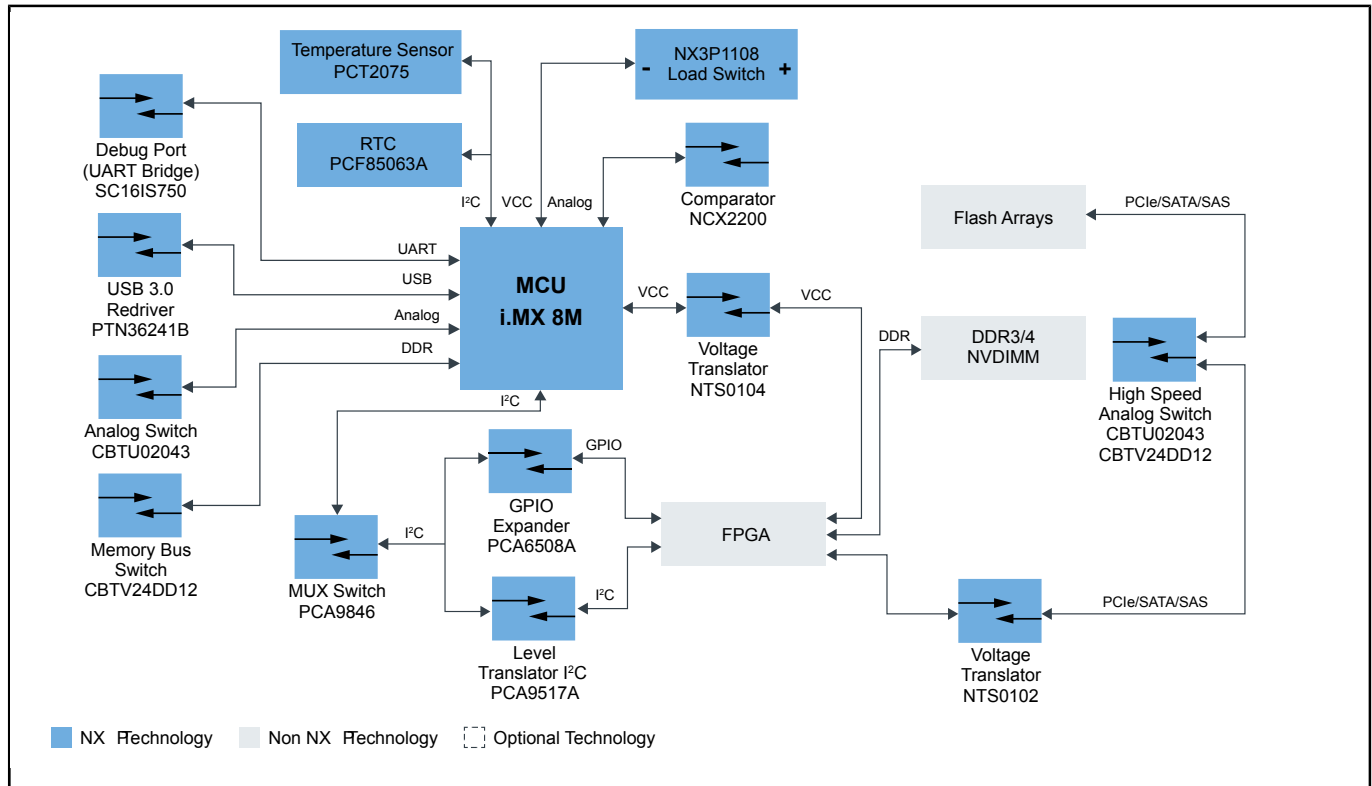 Temperature Sensor
PCT2075
NX3P1108
Load Switch
- +
Debug Port
(UART Bridge)
SC16IS750
RTC
PCF85063A
Comparator
NCX2200
I²C
VCC
Analog
PCIe/SATA/SAS
Flash Arrays
UART
USB
Analog
DDR
MCU
i.MX 8M
USB 3.0
Redriver
PTN36241B
VCC
VCC
Voltage
Translator
NTS0104
DDR
DDR3/4
NVDIMM
High Speed
Analog Switch
CBTU02043
CBTV24DD12
Analog Switch
CBTU02043
I²C
GPIO
GPIO
Expander
PCA6508A
Memory Bus
Switch
CBTV24DD12
I²C
MUX Switch
PCA9846
FPGA
I²C
Level
Translator I²C
PCA9517A
PCIe/SATA/SAS
Voltage
Translator
NTS0102
NX P Technology
Non NX P Technology
Optional Technology